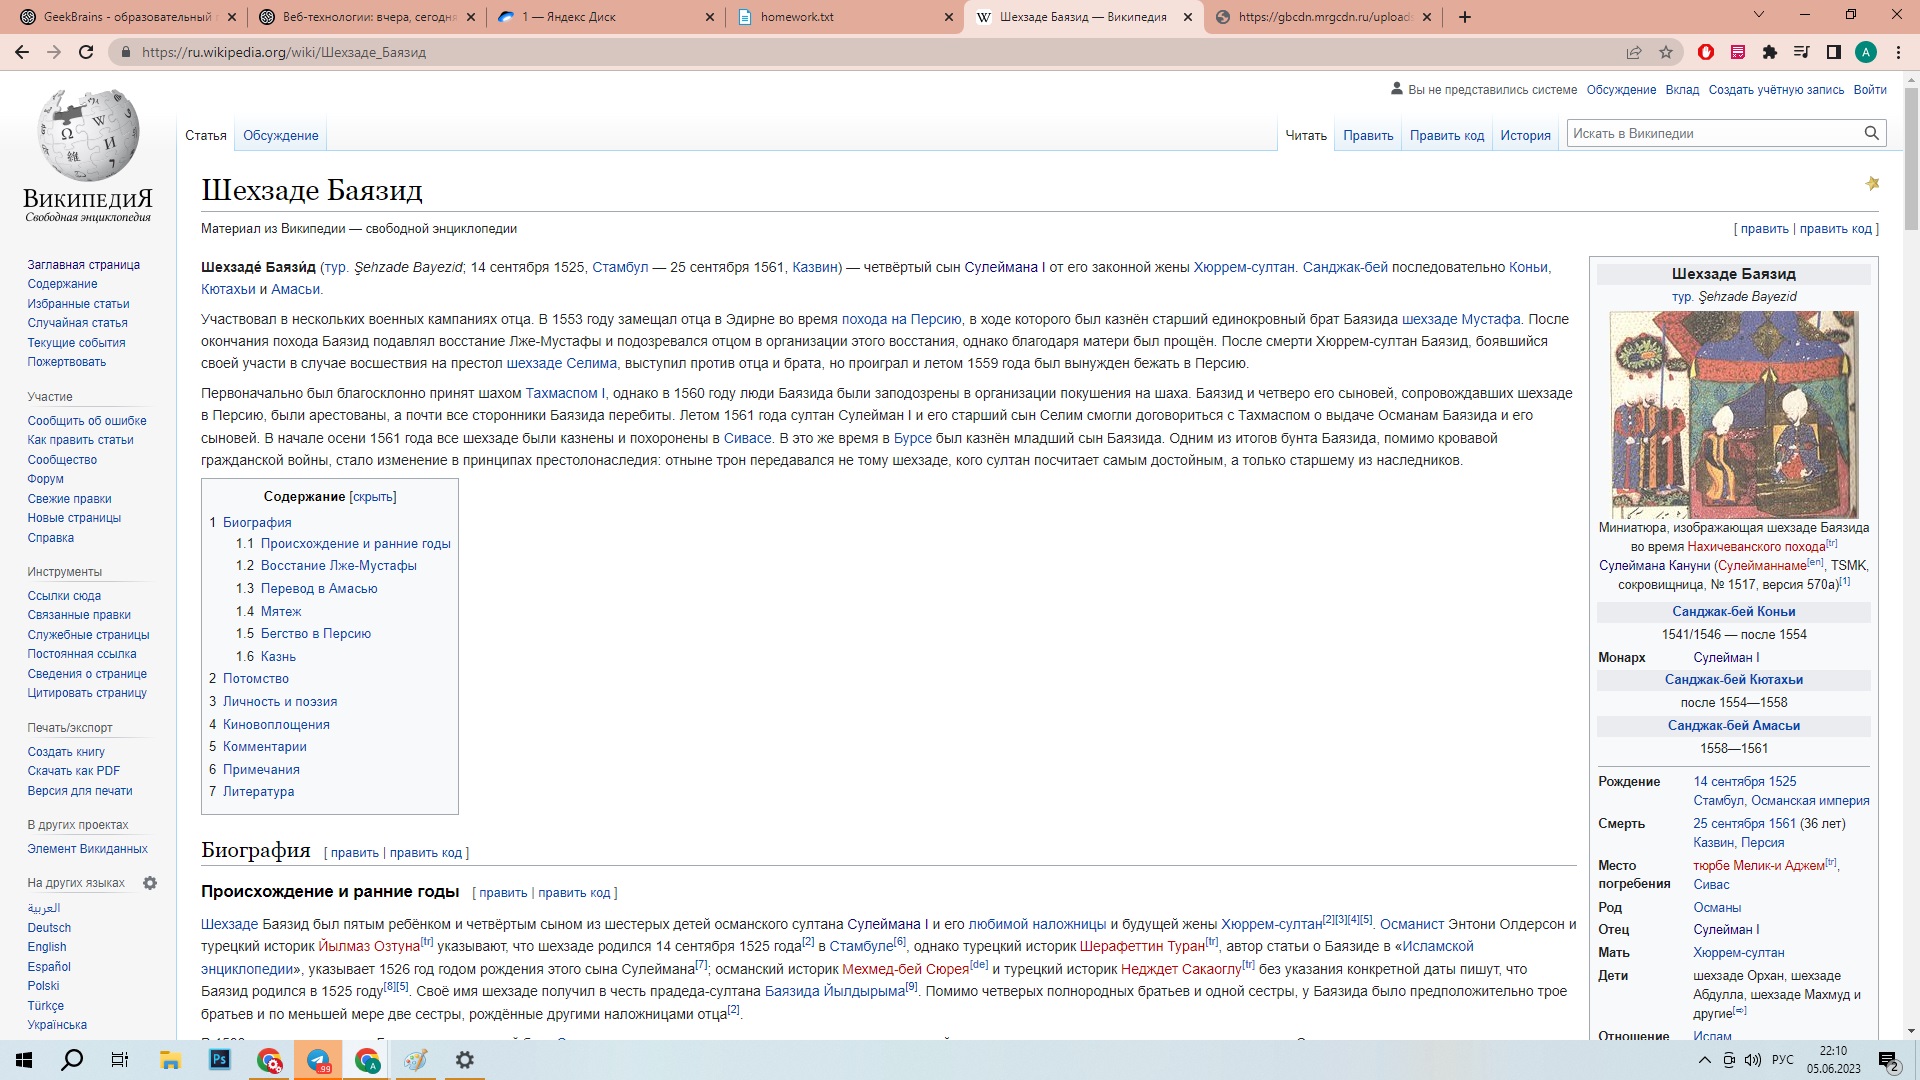 GeekBrains - образовательный
Веб-технологии: вчера, сегодня
1 — Яндекс Диск
homework.txt
Шехзаде Баязид — Википедия
https://gbcdn.mrgcdn.ru/upload
https://ru.wikipedia.org/wiki/Шехзаде_Баязид
A
Вы не представились системе Обсуждение Вклад Создать учётную запись Войти
Статья Обсуждение Читать Править Править код История Искать в Википедии
ВикипедиЯ
Свободная энциклопедия
Заглавная страница
Содержание
Избранные статьи
Случайная статья
Текущие события
Пожертвовать
Участие
Сообщить об ошибке
Как править статьи
Сообщество
Форум
Свежие правки
Новые страницы
Справка
Инструменты
Ссылки сюда
Связанные правки
Служебные страницы
Постоянная ссылка
Сведения о странице
Цитировать страницу
Печать/экспорт
Создать книгу
Скачать как PDF
Версия для печати
В других проектах
Элемент Викиданных
На других языках
العربية
Deutsch
English
Español
Polski
Türkçe
Українська
Шехзаде Баязид
Материал из Википедии — свободной энциклопедии
[ править | править код ]
Шехзаде́ Баязи́д (тур. Şehzade Bayezid; 14 сентября 1525, Стамбул — 25 сентября 1561, Казвин) — четвёртый сын Сулеймана I от его законной жены Хюррем-султан. Санджак-бей последовательно Коньи,
Кютахьи и Амасьи.
Участвовал в нескольких военных кампаниях отца. В 1553 году замещал отца в Эдирне во время похода на Персию, в ходе которого был казнён старший единокровный брат Баязида шехзаде Мустафа. После
окончания похода Баязид подавлял восстание Лже-Мустафы и подозревался отцом в организации этого восстания, однако благодаря матери был прощён. После смерти Хюррем-султан Баязид, боявшийся
своей участи в случае восшествия на престол шехзаде Селима, выступил против отца и брата, но проиграл и летом 1559 года был вынужден бежать в Персию.
Первоначально был благосклонно принят шахом Тахмаспом I, однако в 1560 году люди Баязида были заподозрены в организации покушения на шаха. Баязид и четверо его сыновей, сопровождавших шехзаде
в Персию, были арестованы, а почти все сторонники Баязида перебиты. Летом 1561 года султан Сулейман I и его старший сын Селим смогли договориться с Тахмаспом о выдаче Османам Баязида и его
сыновей. В начале осени 1561 года все шехзаде были казнены и похоронены в Сивасе. В это же время в Бурсе был казнён младший сын Баязида. Одним из итогов бунта Баязида, помимо кровавой
гражданской войны, стало изменение в принципах престолонаследия: отныне трон передавался не тому шехзаде, кого султан посчитает самым достойным, а только старшему из наследников.
Содержание [скрыть]
1 Биография
1.1 Происхождение и ранние годы
1.2 Восстание Лже-Мустафы
1.3 Перевод в Амасью
1.4 Мятеж
1.5 Бегство в Персию
1.6 Казнь
2 Потомство
3 Личность и поэзия
4 Киновоплощения
5 Комментарии
6 Примечания
7 Литература
Биография [ править | править код ]
Происхождение и ранние годы [ править | править код ]
Шехзаде Баязид был пятым ребёнком и четвёртым сыном из шестерых детей османского султана Сулеймана I и его любимой наложницы и будущей жены Хюррем-султан[2][3][4][5]. Османист Энтони Олдерсон и
турецкий историк Йылмаз Озтуна[tr] указывают, что шехзаде родился 14 сентября 1525 года[2] в Стамбуле[6], однако турецкий историк Шерафеттин Туран[tr], автор статьи о Баязиде в «Исламской
энциклопедии», указывает 1526 год годом рождения этого сына Сулеймана[7]; османский историк Мехмед-бей Сюрея[de] и турецкий историк Недждет Сакаоглу[tr] без указания конкретной даты пишут, что
Баязид родился в 1525 году[8][5]. Своё имя шехзаде получил в честь прадеда-султана Баязида Йылдырыма[9]. Помимо четверых полнородных братьев и одной сестры, у Баязида было предположительно трое
братьев и по меньшей мере две сестры, рождённые другими наложницами отца[2].
Шехзаде Баязид
тур. Şehzade Bayezid
Миниатюра, изображающая шехзаде Баязида
во время Нахичеванского похода[tr]
Сулеймана Кануни (Сулейманнаме[en], TSMK,
сокровищница, № 1517, версия 570a)[1]
Санджак-бей Коньи
1541/1546 — после 1554
Монарх Сулейман I
Санджак-бей Кютахьи
после 1554—1558
Санджак-бей Амасьи
1558—1561
Рождение 14 сентября 1525
Стамбул, Османская империя
Смерть 25 сентября 1561 (36 лет)
Казвин, Персия
Место погребения тюрбе Мелик-и Аджем[tr],
Сивас
Род Османы
Отец Сулейман I
Мать Хюррем-султан
Дети шехзаде Орхан, шехзаде
Абдулла, шехзаде Махмуд и
другие[⇨]
Отношение Ислам
Ps
99
A
РУС
22:10
05.06.2023
2